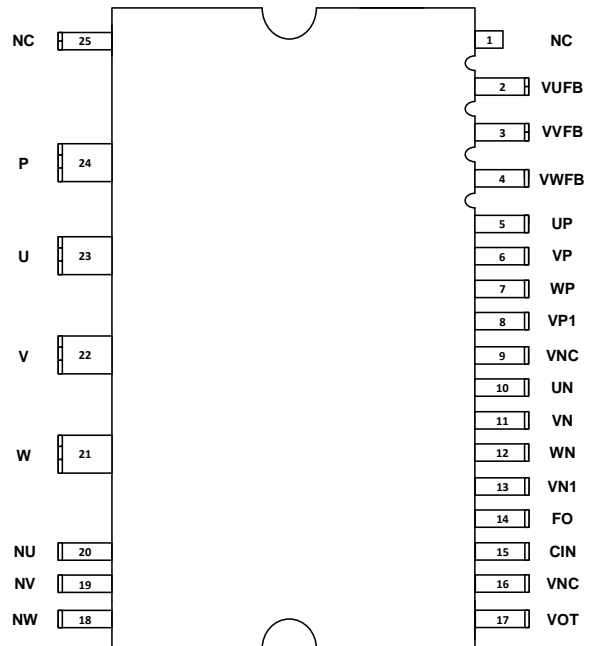 NC 25 1 NC
2 VUFB
3 VVFB
P 24
4 VWFB
5 UP
U 23 6 VP
7 WP
8 VP1
V 22 9 VNC
10 UN
11 VN
W 21 12 WN
13 VN1
14 FO
NU 20 15 CIN
NV 19 16 VNC
NW 18 17 VOT